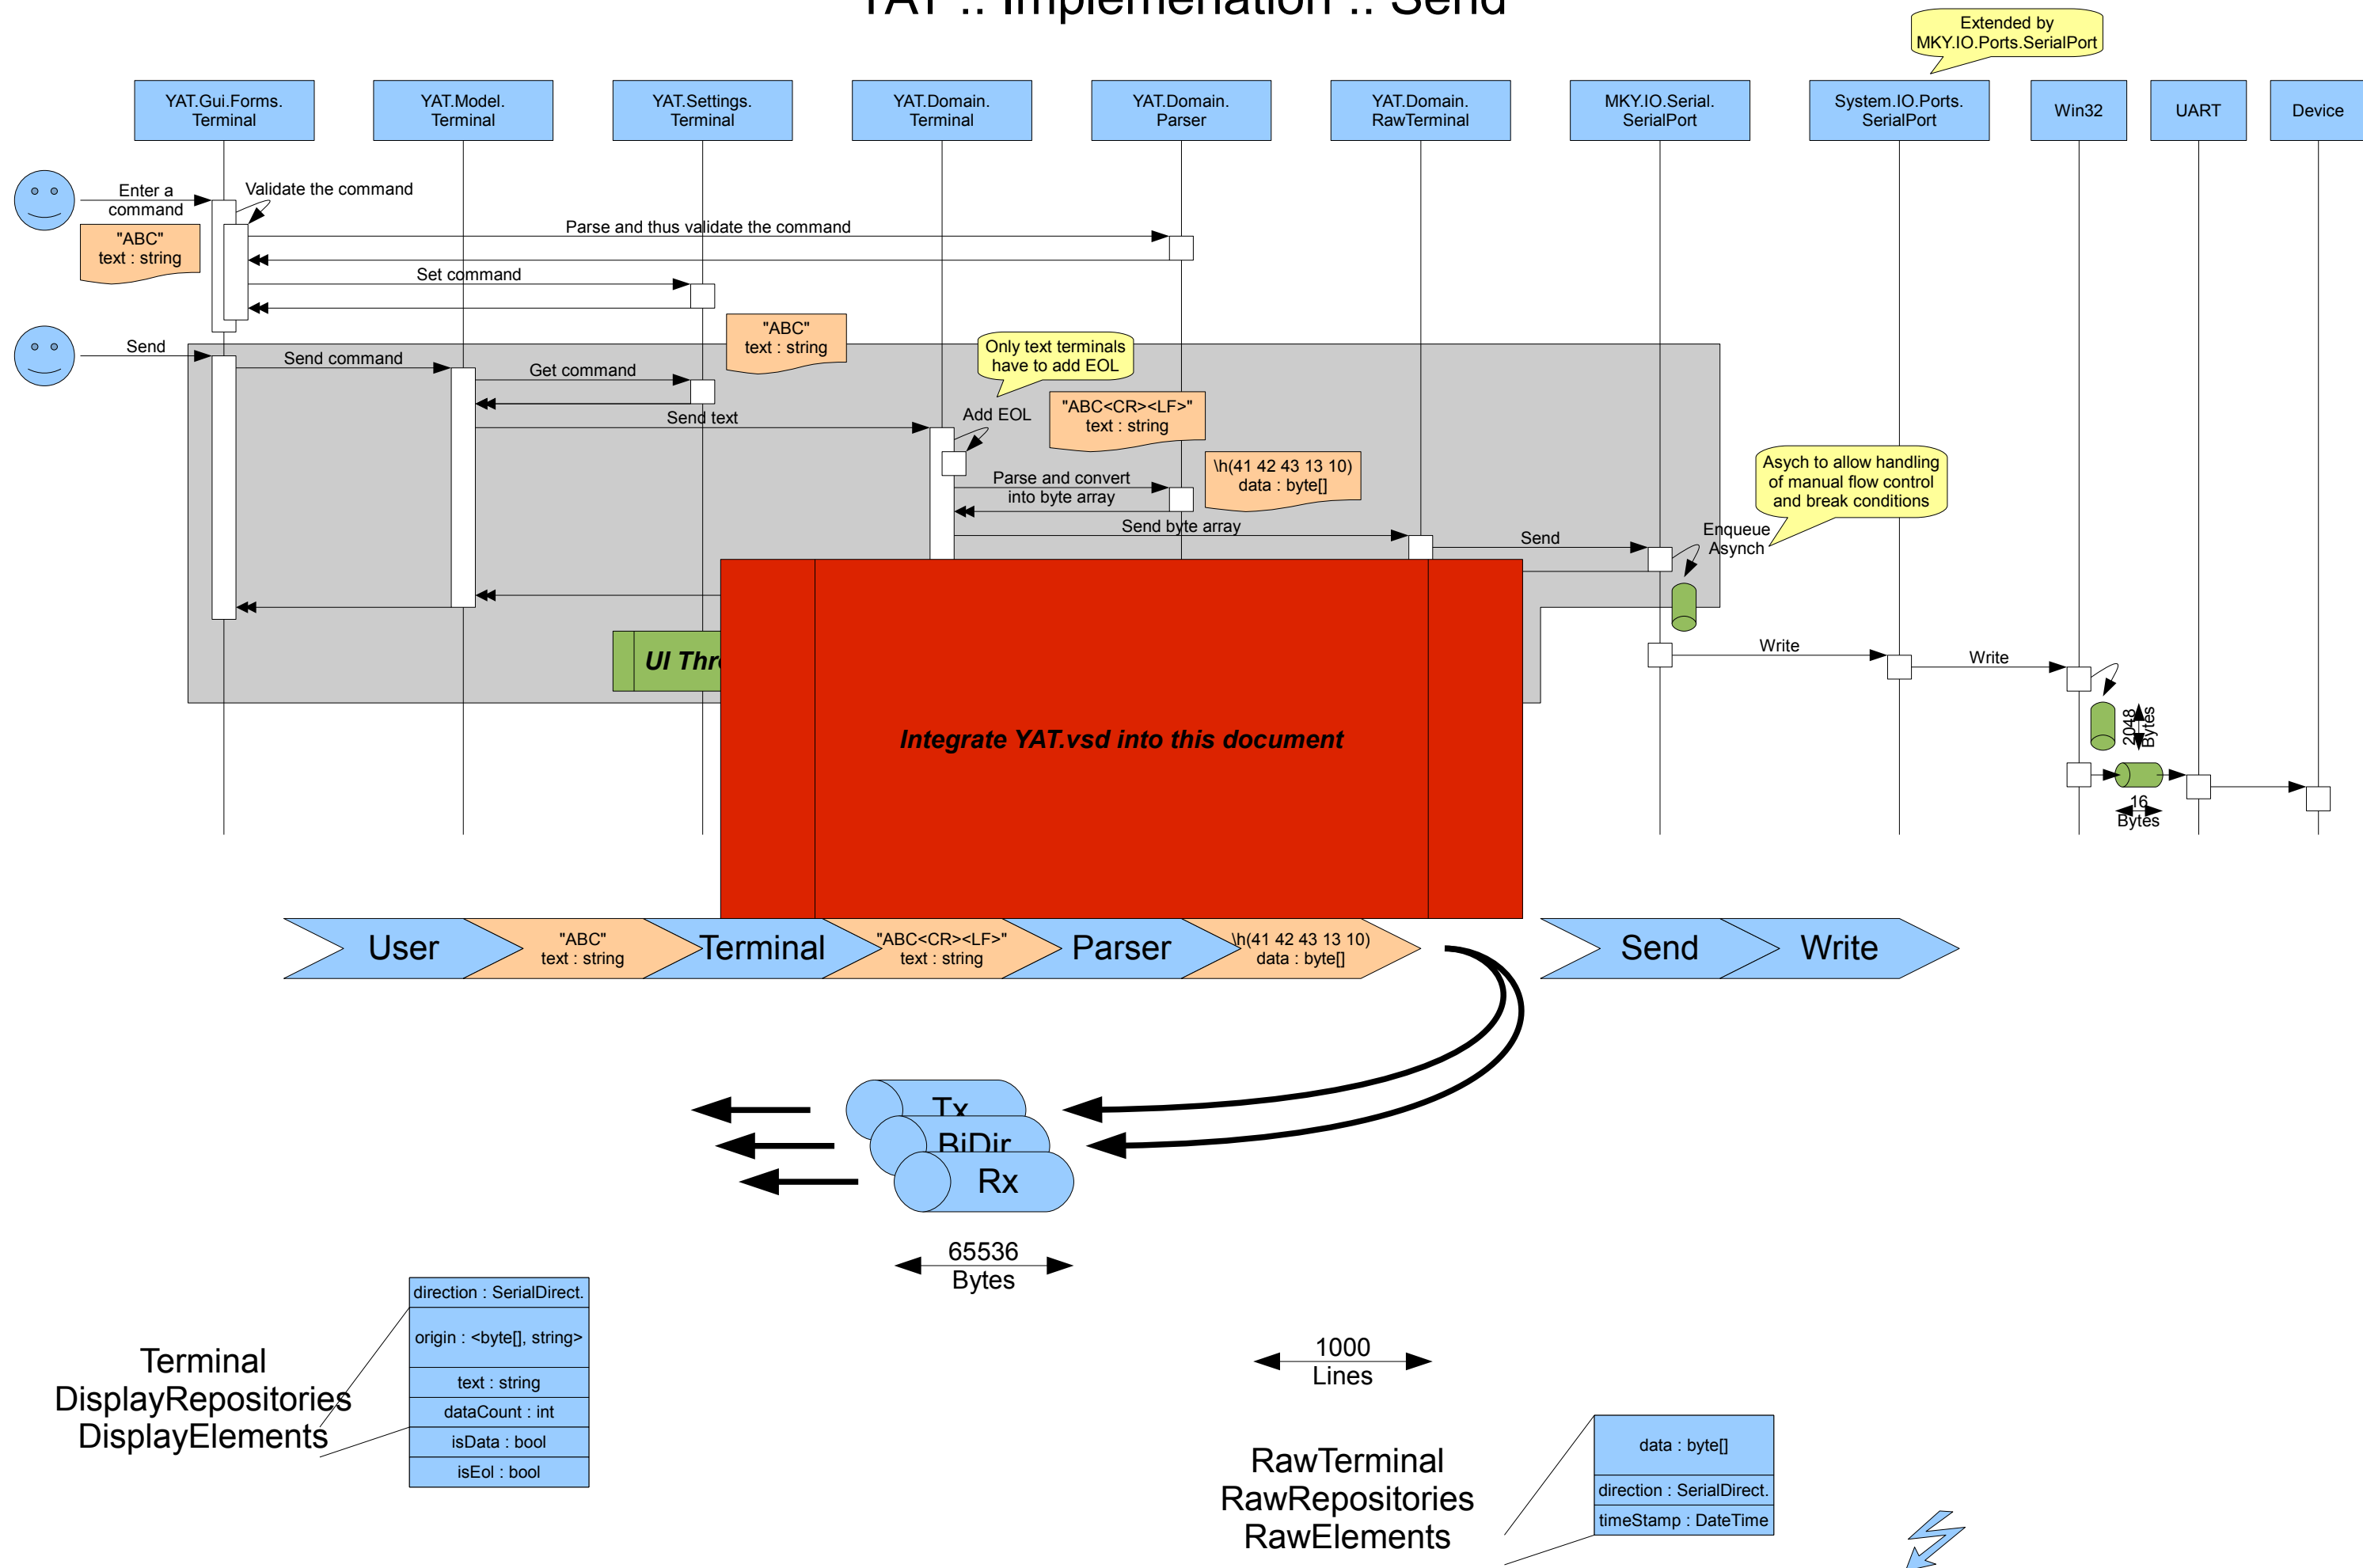 YAT :: Implementation :: Send
Extended by
MKY.IO.Ports.SerialPort
YAT.Gui.Forms.
Terminal
YAT.Model.
Terminal
YAT.Settings.
Terminal
YAT.Domain.
Terminal
YAT.Domain.
Parser
YAT.Domain.
RawTerminal
MKY.IO.Serial.
SerialPort
System.IO.Ports.
SerialPort
Win32
UART
Device
Enter a
command
Validate the command
"ABC"
text : string
Parse and thus validate the command
Set command
"ABC"
text : string
Send
Send command
Get command
Only text terminals
have to add EOL
Send text
Add EOL
"ABC<CR><LF>"
text : string
Parse and convert
into byte array
\h(41 42 43 13 10)
data : byte[]
Asych to allow handling
of manual flow control
and break conditions
Send byte array
Send
Enqueue
Asynch
UI Thr
Write
Write
2048
Bytes
16
Bytes
Integrate YAT.vsd into this document
User
"ABC"
text : string
Terminal
"ABC<CR><LF>"
text : string
Parser
\h(41 42 43 13 10)
data : byte[]
Send
Write
Tx
BiDir
Rx
65536
Bytes
direction : SerialDirect.
origin : <byte[], string>
text : string
dataCount : int
isData : bool
isEol : bool
Terminal
DisplayRepositories
DisplayElements
1000
Lines
RawTerminal
RawRepositories
RawElements
data : byte[]
direction : SerialDirect.
timeStamp : DateTime